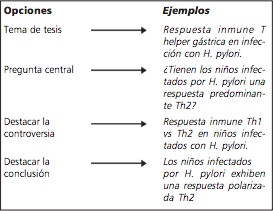 Opciones Ejemplos
Tema de tesis Respuesta inmune T
helper gástrica en infec-
ción con H. pylori.
Pregunta central ¿Tienen los niños infec-
tados por H. pylori una
respuesta predominan-
te Th2?
Destacar la Respuesta inmune Th1
controversia vs Th2 en niños infec-
tados con H. pylori.
Destacar la Los niños infectados
conclusión por H. pylori exhiben
una respuesta polariza-
da Th2